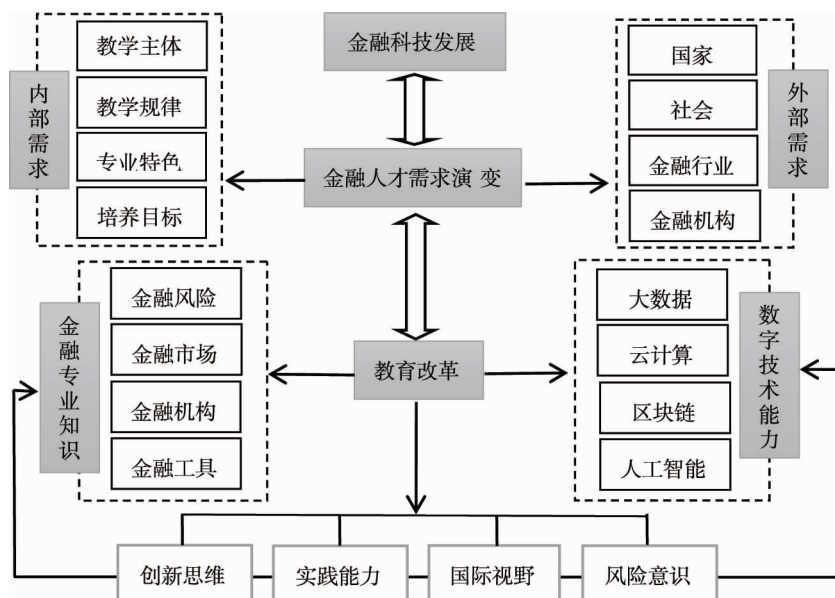 金融科技发展
内部需求
教学主体
教学规律
专业特色
培养目标
金融人才需求演 变
国家
社会
金融行业
金融机构
外部需求
金融专业知识
金融风险
金融市场
金融机构
金融工具
教育改革
大数据
云计算
区块链
人工智能
数字技术能力
创新思维
实践能力
国际视野
风险意识